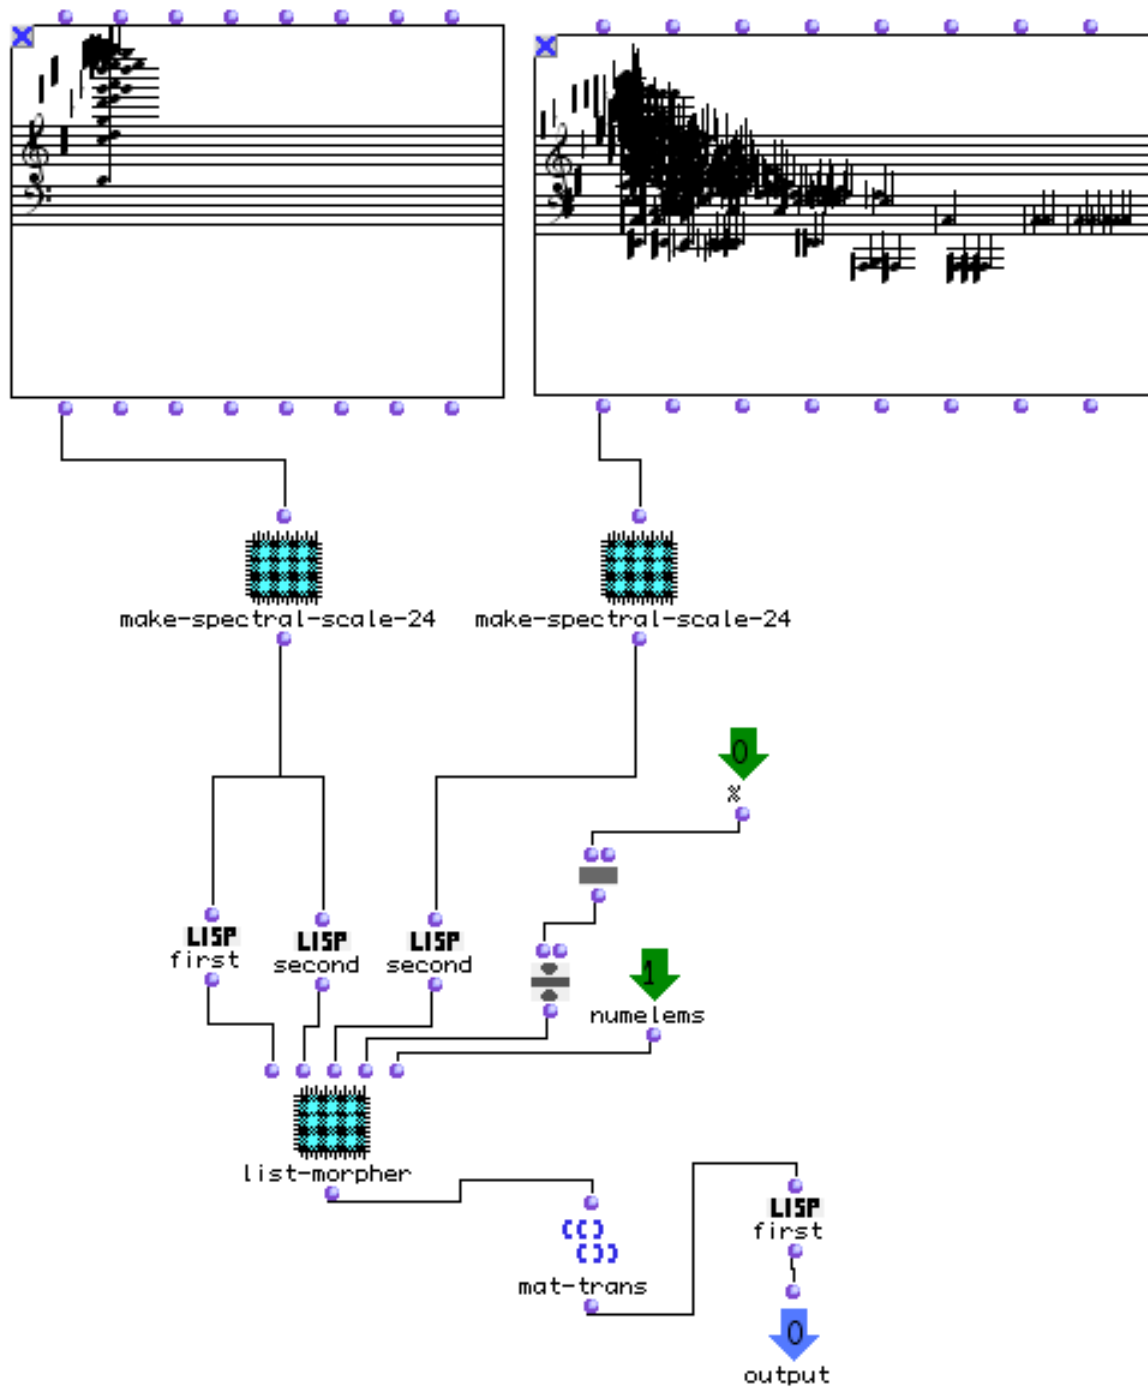 make-spectral-scale-24
make-spectral-scale-24
0
%
LISP
first
LISP
second
LISP
second
1
numelems
list-morpher
LISP
first
mat-trans
0
output